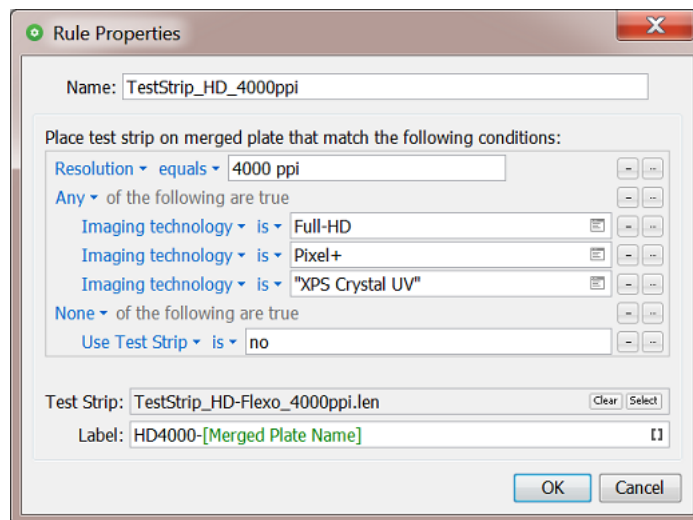 Rule Properties
Name: TestStrip_HD_4000ppi
Place test strip on merged plate that match the following conditions:
Resolution equals 4000 ppi
Any of the following are true
Imaging technology is Full-HD
Imaging technology is Pixel+
Imaging technology is "XPS Crystal UV"
None of the following are true
Use Test Strip is no
Test Strip: TestStrip_HD-Flexo_4000ppi.len Clear Select
Label: HD4000-[Merged Plate Name] []
OK Cancel